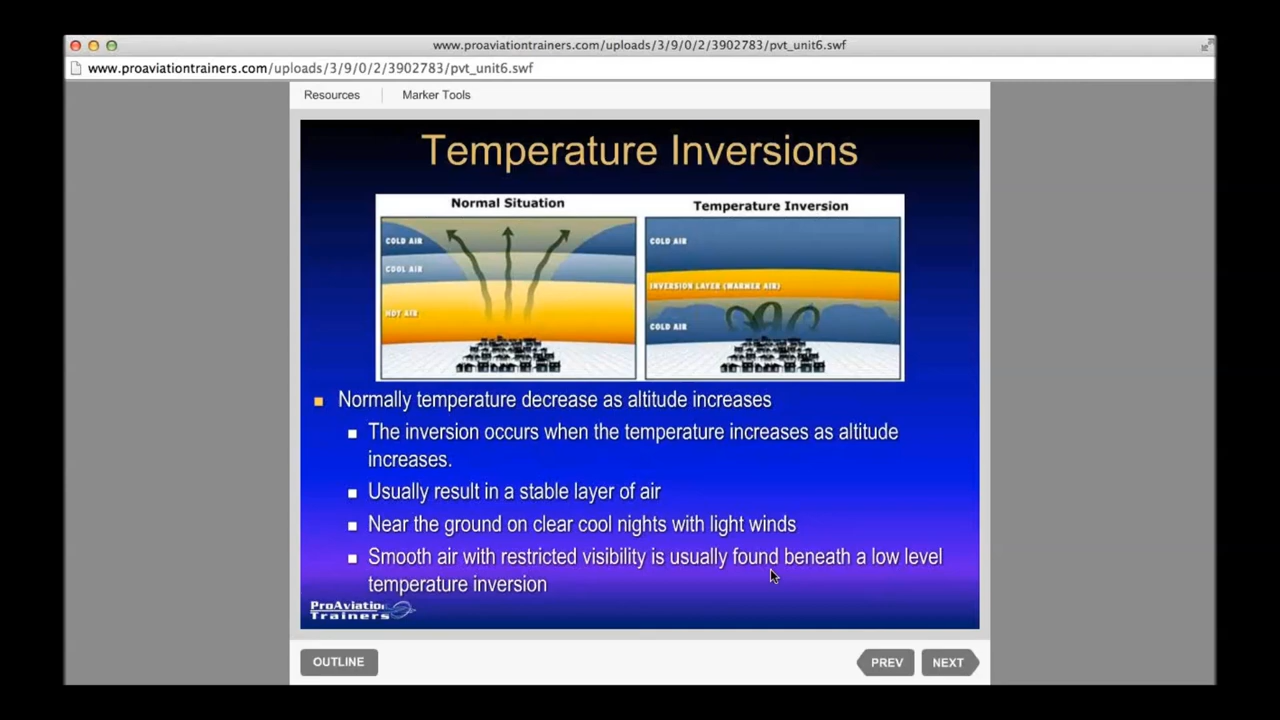 www.proaviationtrainers.com/uploads/3/9/0/2/3902783/pvt_unit6.swf
www.proaviationtrainers.com/uploads/3/9/0/2/3902783/pvt_unit6.swf
Resources
Marker Tools
Temperature Inversions
Normal Situation
COLD AIR
COOL AIR
HOT AIR
Temperature Inversion
COLD AIR
INVERSION LAYER (WARMER AIR)
COLD AIR
Normally temperature decrease as altitude increases
The inversion occurs when the temperature increases as altitude
increases.
Usually result in a stable layer of air
Near the ground on clear cool nights with light winds
Smooth air with restricted visibility is usually found beneath a low level
temperature inversion
ProAviation
Trainers
OUTLINE
PREV
NEXT